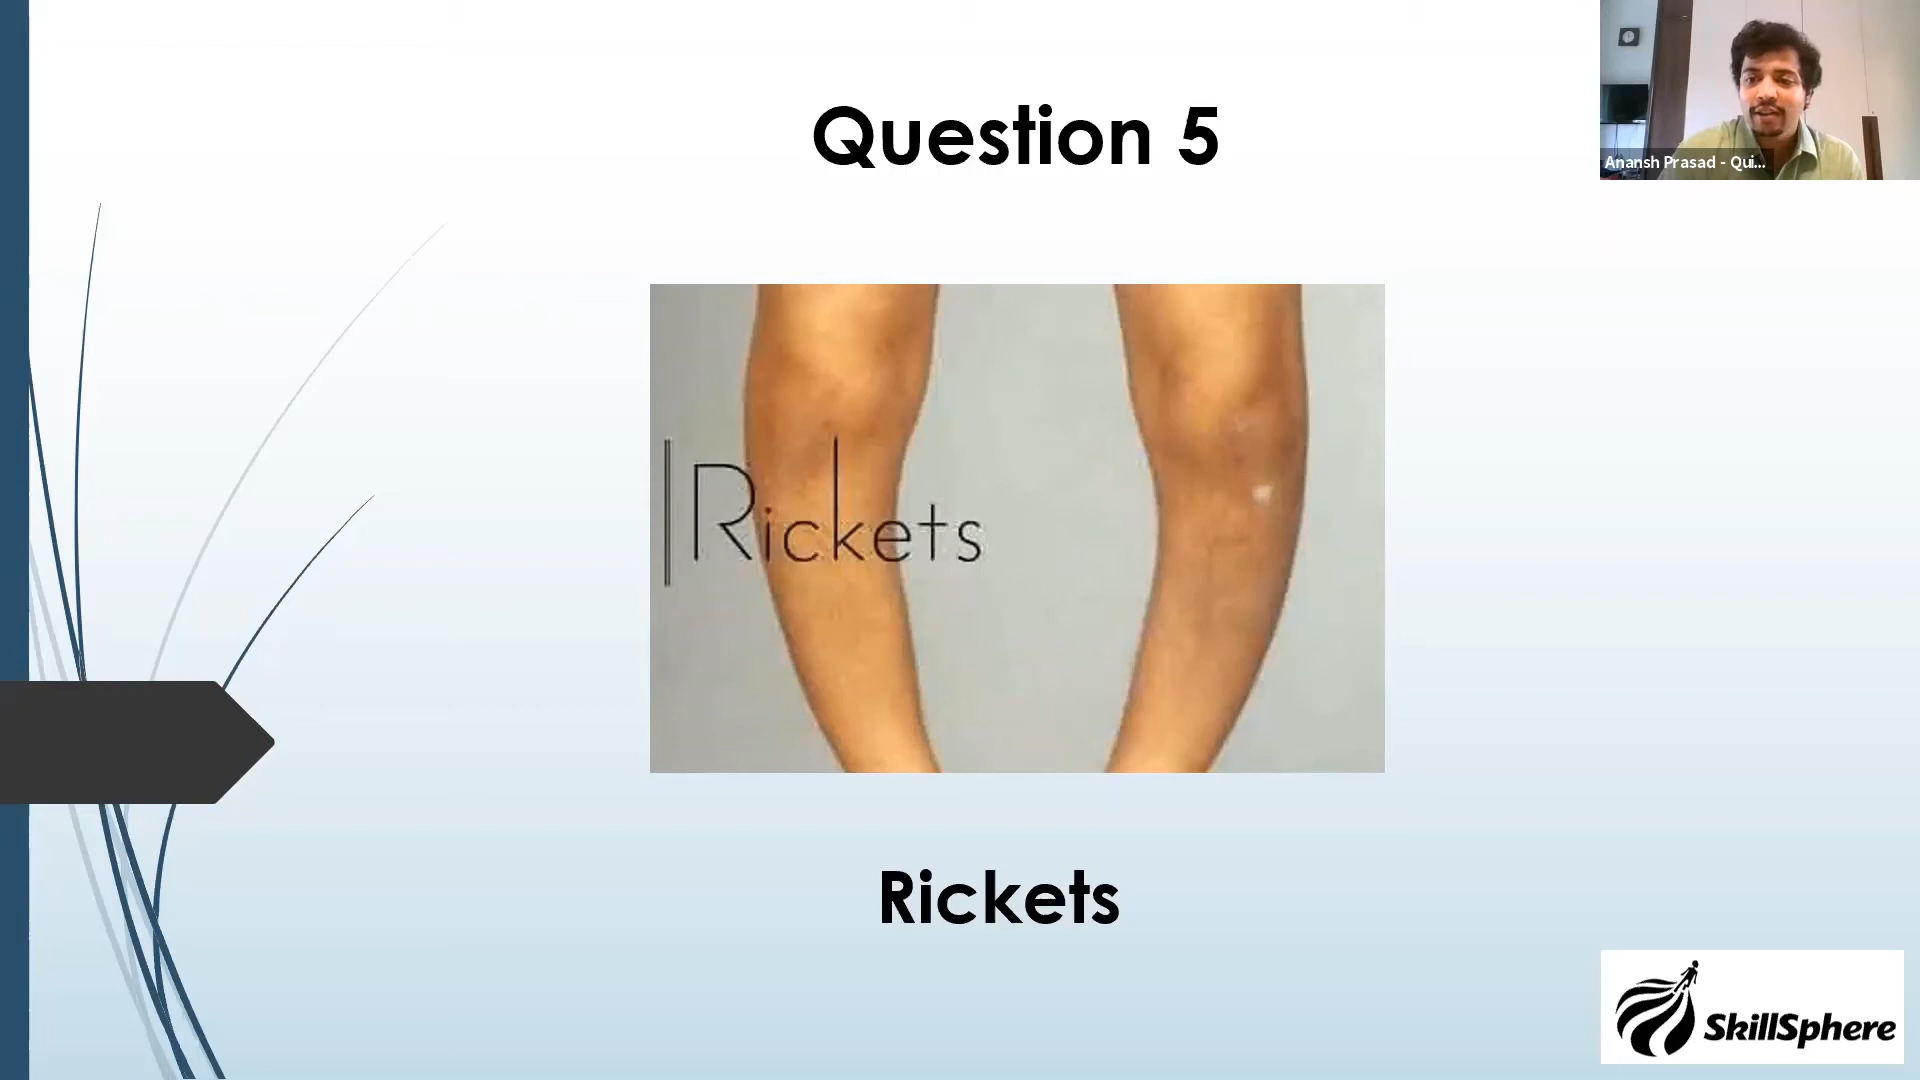 Question 5
Anansh Prasad - Qui...
Rickets
Rickets
SkillSphere